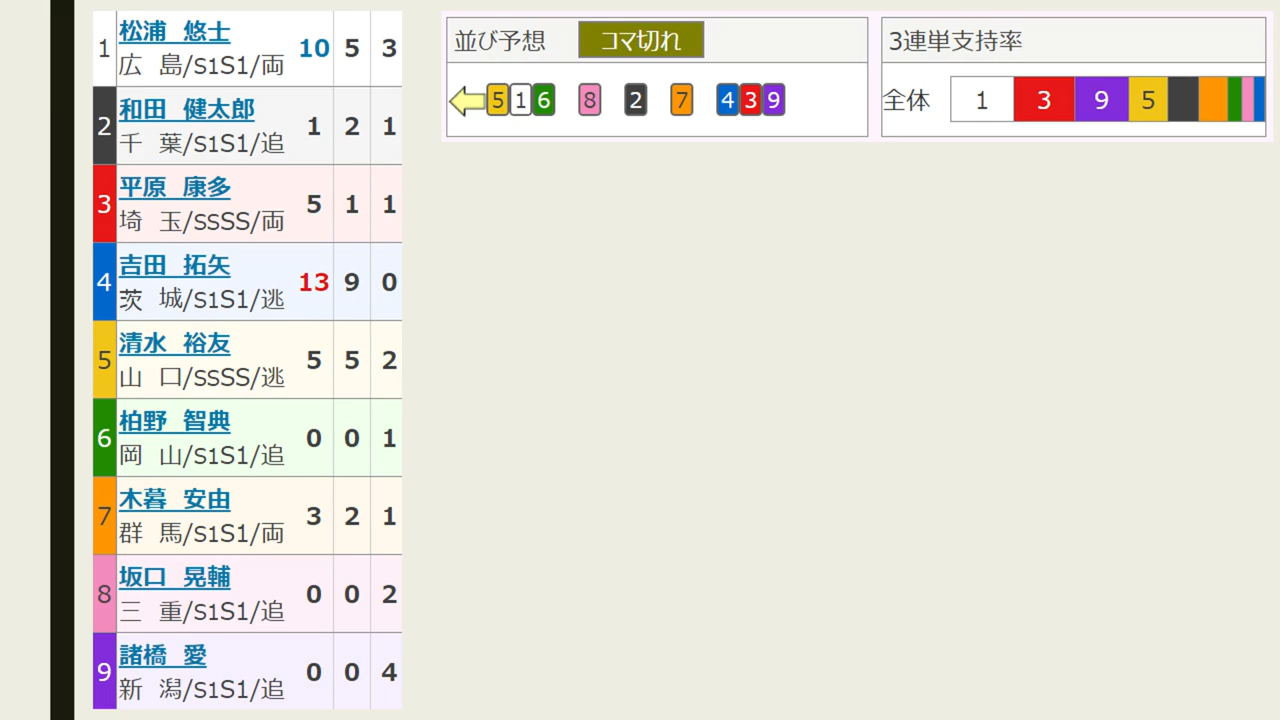 1 松浦 悠士 10 5 3
広 島/S1S1/両
2 和田 健太郎 1 2 1
千 葉/S1S1/追
3 平原 康多 5 1 1
埼 玉/SSSS/両
4 吉田 拓矢 13 9 0
茨 城/S1S1/逃
5 清水 裕友 5 5 2
山 口/SSSS/逃
6 柏野 智典 0 0 1
岡 山/S1S1/追
7 木暮 安由 3 2 1
群 馬/S1S1/両
8 坂口 晃輔 0 0 2
三 重/S1S1/追
9 諸橋 愛 0 0 4
新 潟/S1S1/追
並び予想 コマ切れ
5 1 6 8 2 7 4 3 9
3連単支持率
全体 1 3 9 5